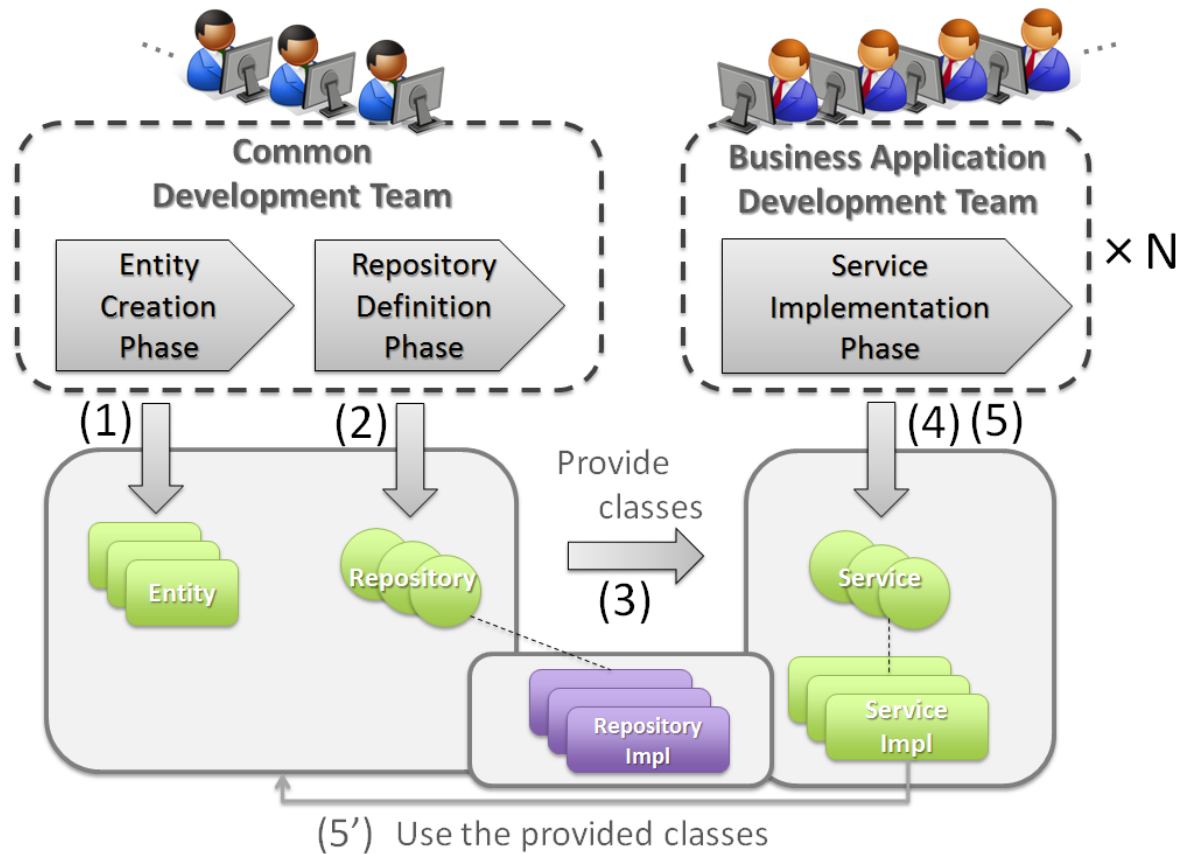 Common
Development Team
Business Application
Development Team
Entity
Creation
Phase
Repository
Definition
Phase
Service
Implementation
Phase
× N
(1)
(2)
(4) (5)
Provide
classes
(3)
Entity
Repository
Service
Repository
Impl
Service
Impl
(5’) Use the provided classes